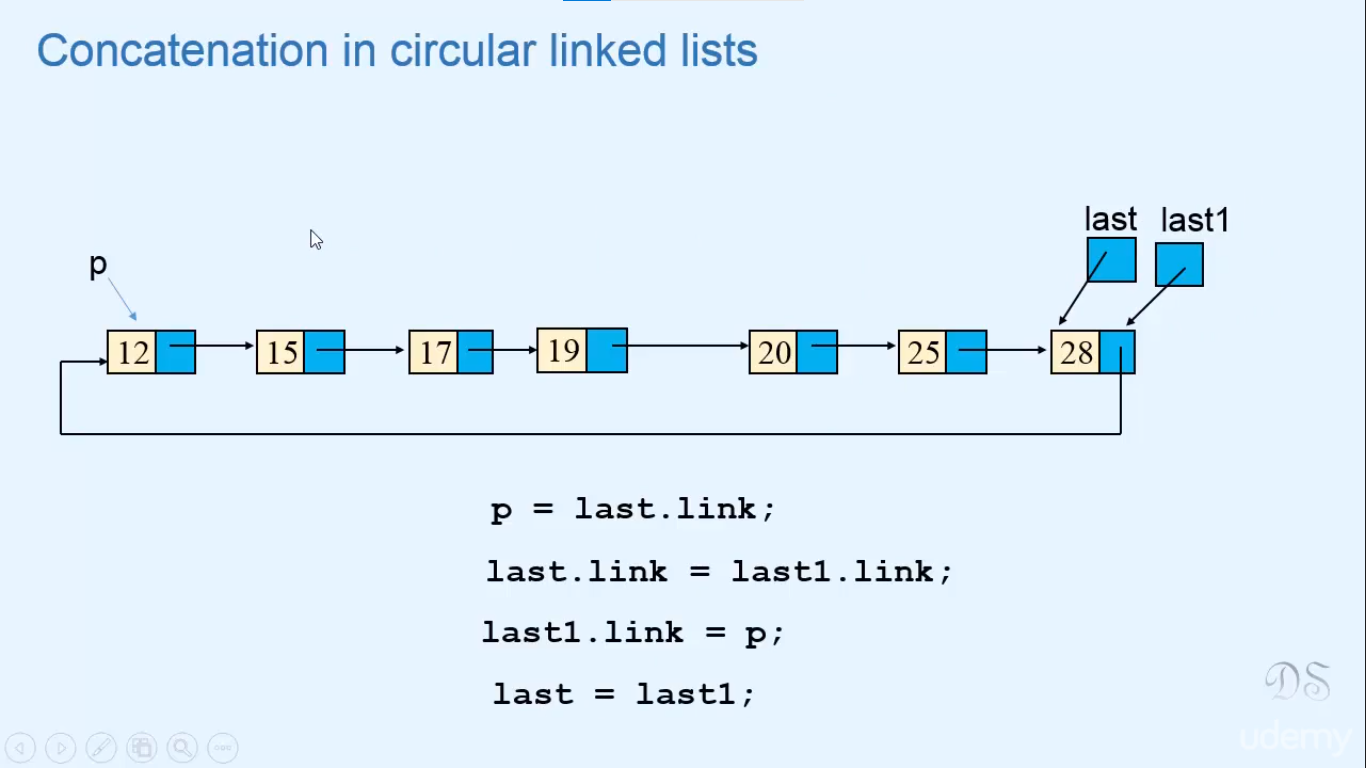 Concatenation in circular linked lists
last last1
p
12 15 17 19 20 25 28
p = last.link;
last.link = last1.link;
last1.link = p;
last = last1;
DS
udemy